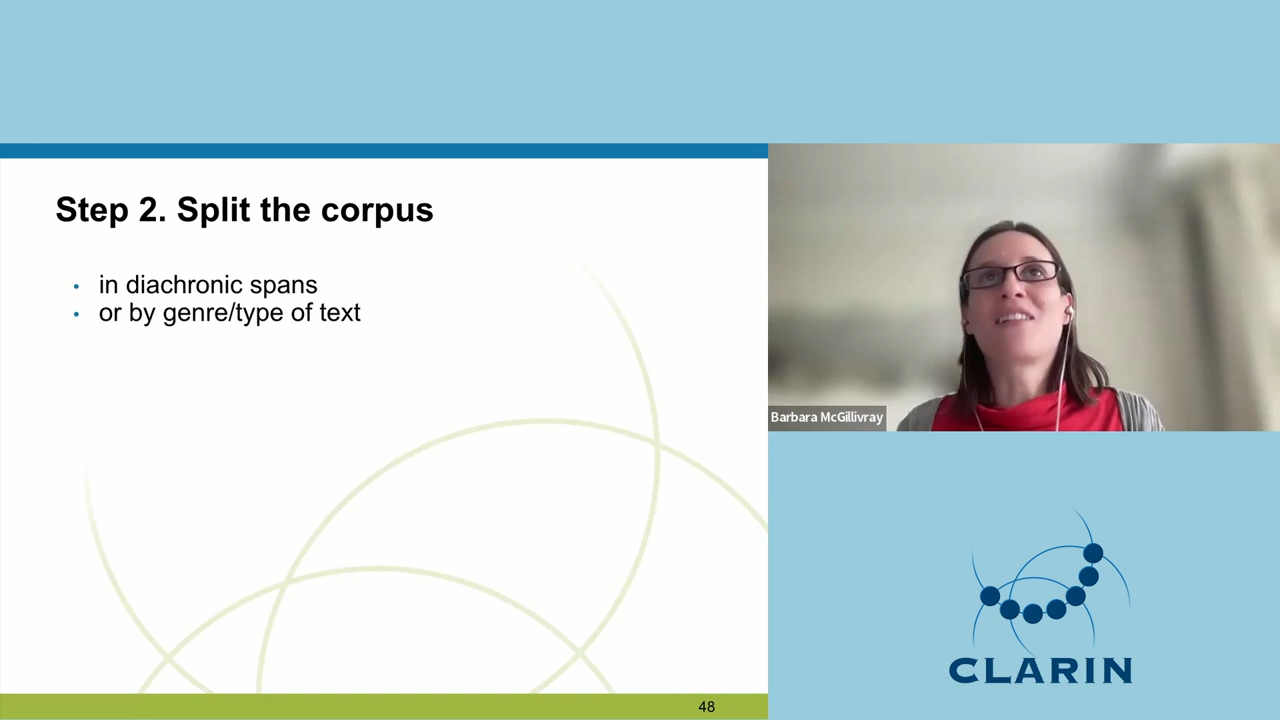 Step 2. Split the corpus
• in diachronic spans
• or by genre/type of text
48
Barbara McGillivray
CLARIN